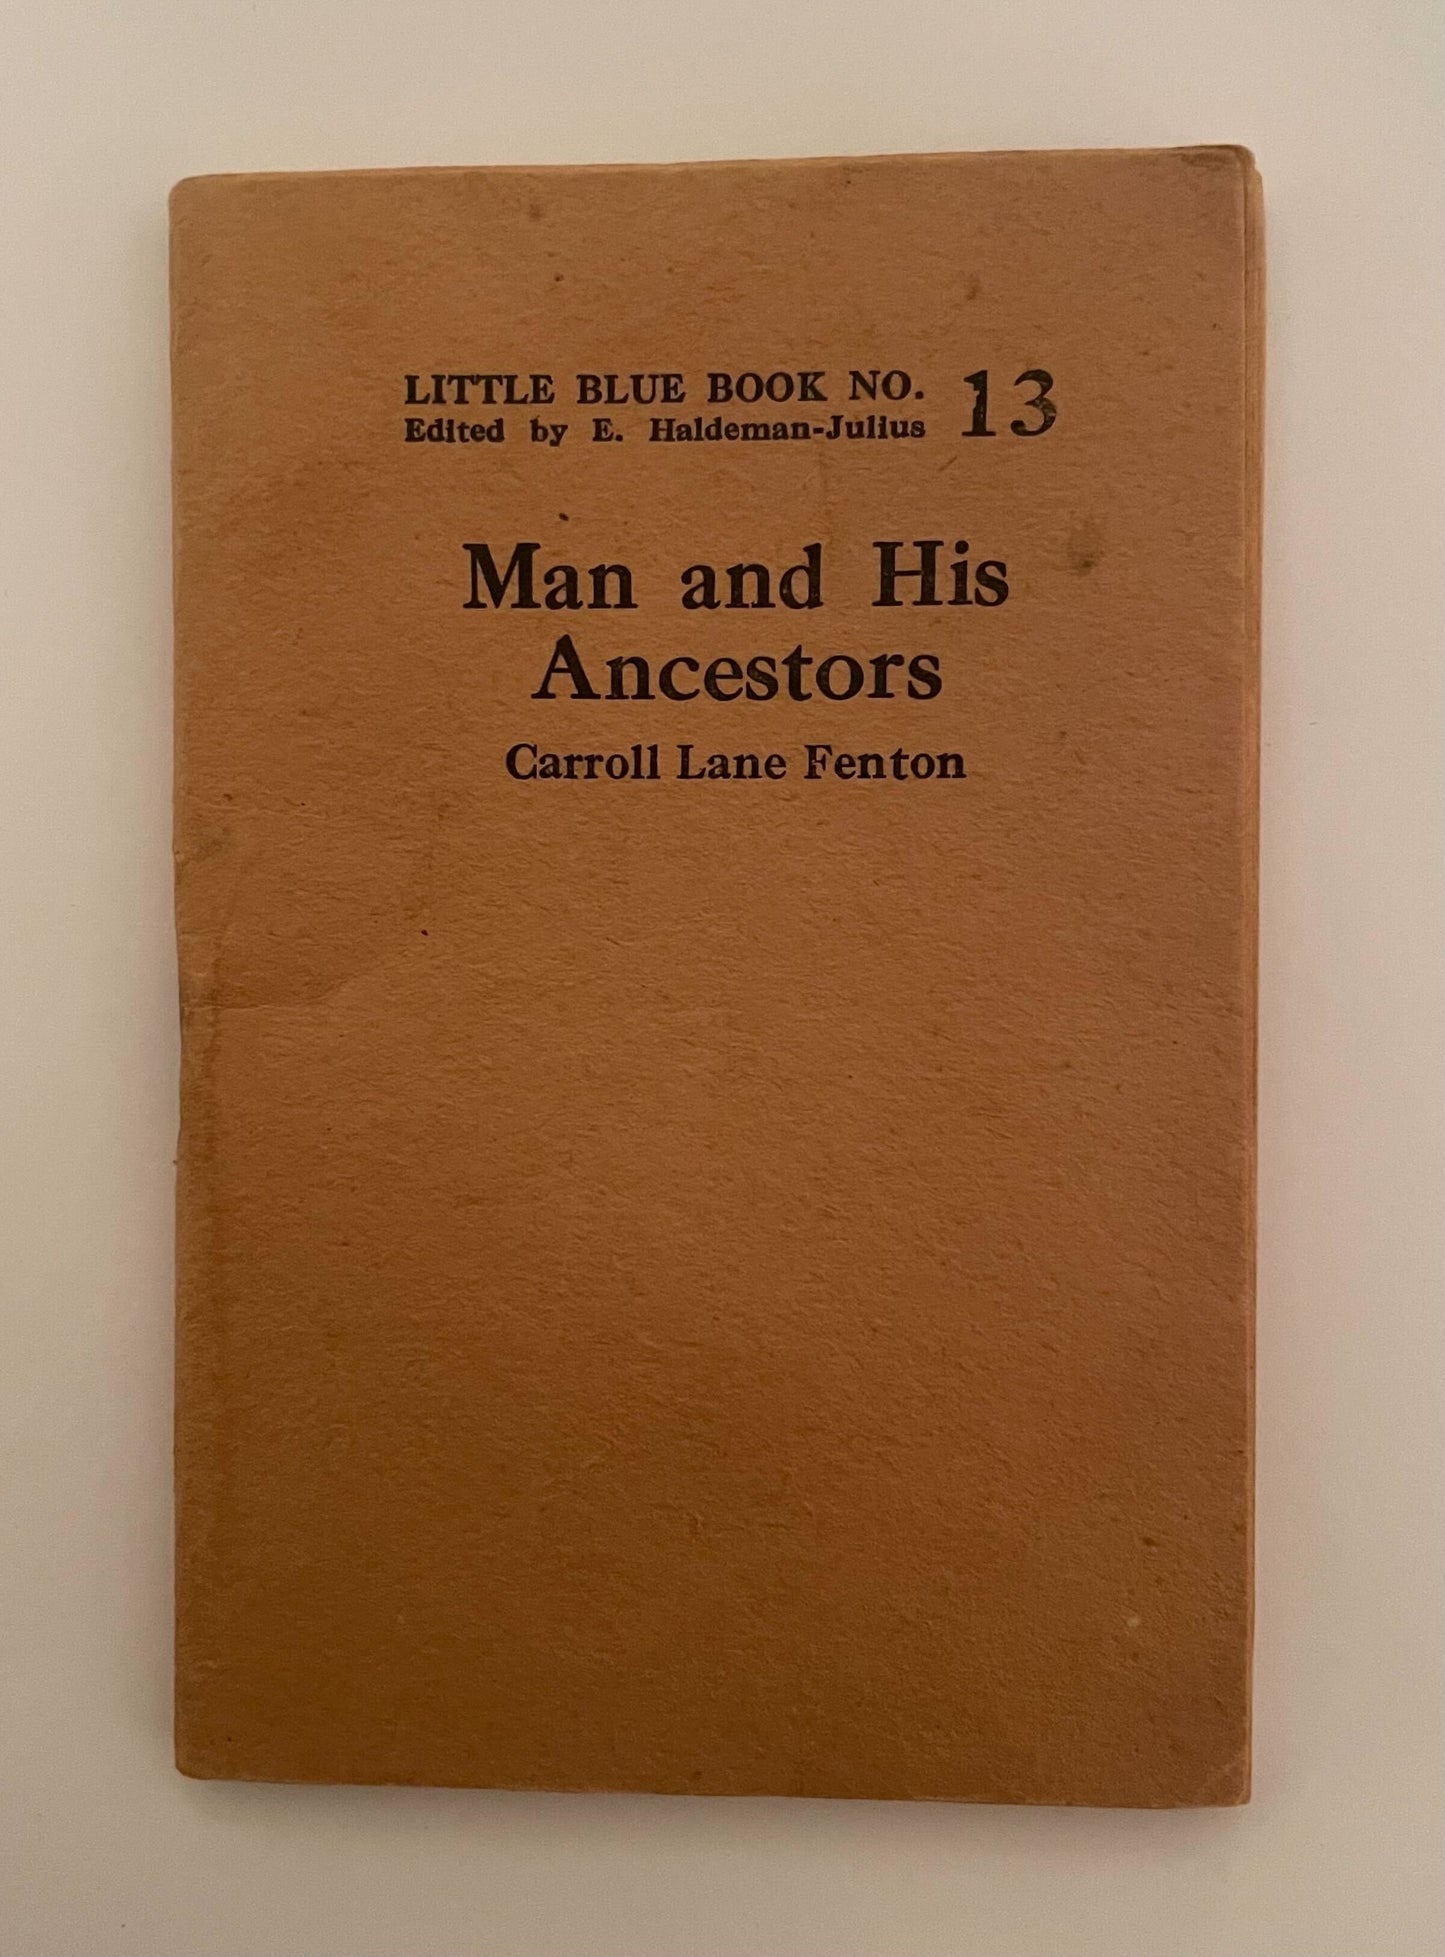 LITTLE BLUE BOOK NO. 13
Edited by E. Haldeman-Julius
Man and His
Ancestors
Carroll Lane Fenton